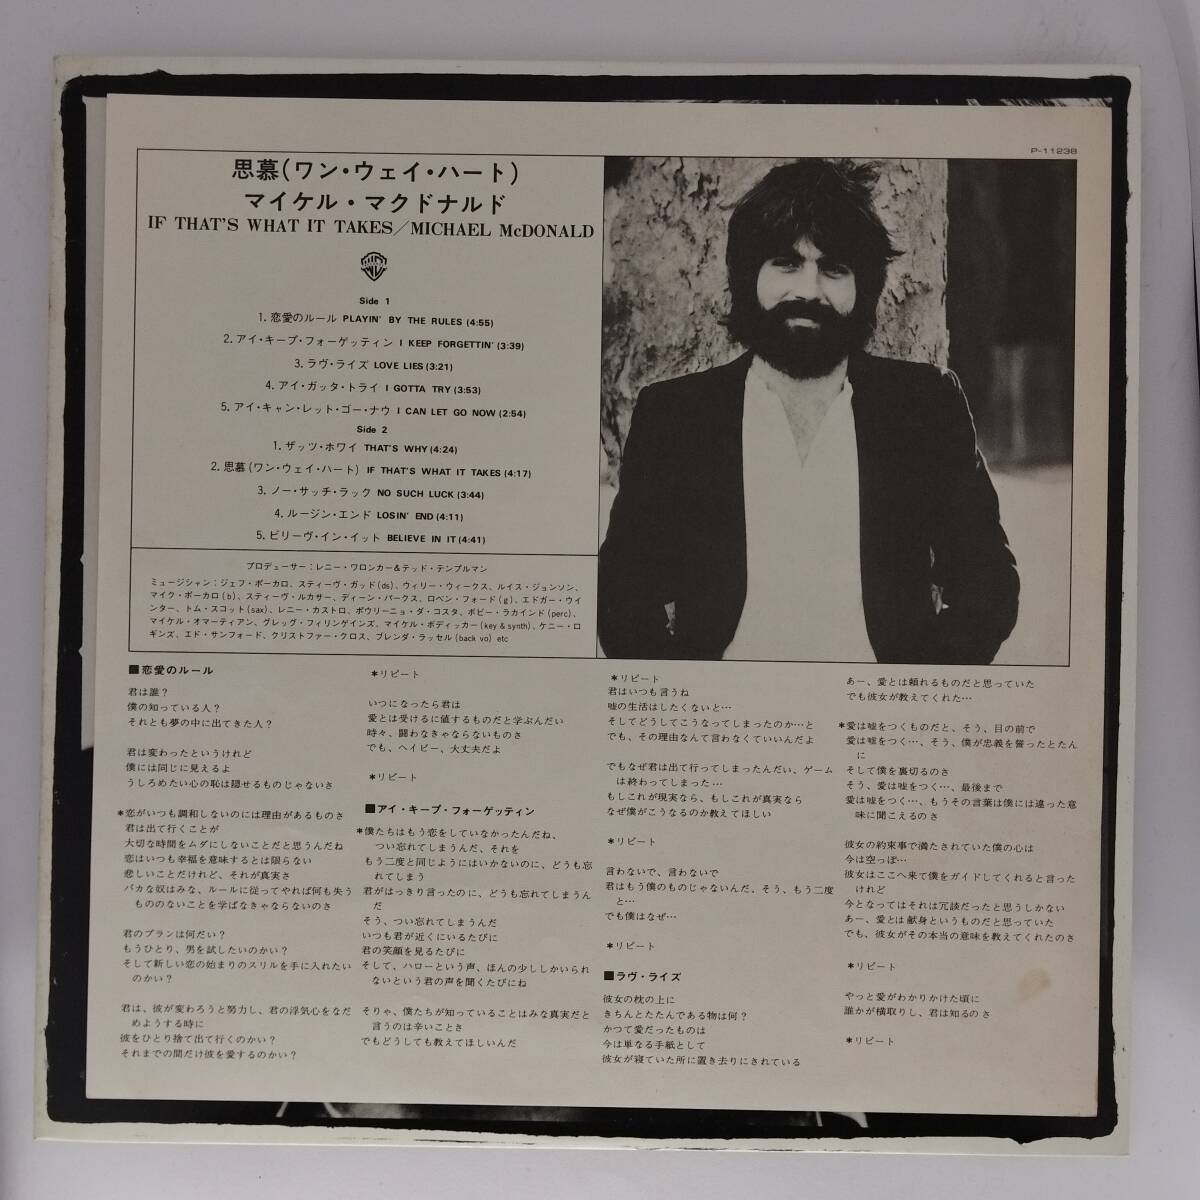 P-11238
思慕(ワン・ウェイ・ハート)
マイケル・マクドナルド
IF THAT'S WHAT IT TAKES/MICHAEL McDONALD
Side 1
1. 恋愛のルール PLAYIN' BY THE RULES (4:55)
2. アイ・キープ・フォーゲッティン I KEEP FORGETTIN' (3:39)
3. ラヴ・ライズ LOVE LIES (3:21)
4. アイ・ガッタ・トライ I GOTTA TRY (3:53)
5. アイ・キャン・レット・ゴー・ナウ I CAN LET GO NOW (2:54)
Side 2
1. ザッツ・ホワイ THAT'S WHY (4:24)
2. 思慕(ワン・ウェイ・ハート) IF THAT'S WHAT IT TAKES (4:17)
3. ノー・サッチ・ラック NO SUCH LUCK (3:44)
4. ルージン・エンド LOSIN' END (4:11)
5. ビリーヴ・イン・イット BELIEVE IN IT (4:41)
プロデューサー:レニー・ワロンカー&テッド・テンプルマン
ミュージシャン:ジェフ・ポーカロ、スティーヴ・ガッド(ds)、ウィリー・ウィークス、ルイス・ジョンソン、
マイク・ポーカロ(b)、スティーヴ・ルカサー、ディーン・パークス、ロベン・フォード(g)、エドガー・ウイ
ンター、トム・スコット(sax)、レニー・カストロ、ポウリーニョ・ダ・コスタ、ボビー・ラカインド(perc)、
マイケル・オマーティアン、グレッグ・フィリンゲインズ、マイケル・ボディッカー(key & synth)、ケニー・ロ
ギンズ、エド・サンフォード、クリストファー・クロス、ブレンダ・ラッセル(back vo) etc
■恋愛のルール
君は誰?
僕の知っている人?
それとも夢の中に出てきた人?
君は変わったというけれど
僕には同じに見えるよ
うしろめたい心の恥は隠せるものじゃないさ
*恋がいつも調和しないのには理由があるものさ
君は出て行くことが
大切な時間をムダにしないことだと思うんだね
恋はいつも幸福を意味するとは限らない
悲しいことだけれど、それが真実さ
バカな奴はみな、ルールに従ってやれば何も失う
もののないことを学ばなきゃならないのさ
君のプランは何だい?
もうひとり、男を試したいのかい?
そして新しい恋の始まりのスリルを手に入れたい
のかい?
君は、彼が変わろうと努力し、君の浮気心をなだ
めようする時に
彼をひとり捨て出て行くのかい?
それまでの間だけ彼を愛するのかい?
*リピート
いつになったら君は
愛とは受けるに値するものだと学ぶんだい
時々、闘わなきゃならないものさ
でも、ヘイビー、大丈夫だよ
*リピート
■アイ・キープ・フォーゲッティン
*僕たちはもう恋をしていなかったんだね、
つい忘れてしまうんだ、それを
もう二度と同じようにはいかないのに、どうも忘
れてしまう
君がはっきり言ったのに、どうも忘れてしまうん
だ
そう、つい忘れてしまうんだ
いつも君が近くにいるたびに
君の笑顔を見るたびに
そして、ハローという声、ほんの少ししかいられ
ないという君の声を聞くたびにね
そりゃ、僕たちが知っていることはみな真実だと
言うのは辛いことき
でもどうしても教えてほしいんだ
*リピート
君はいつも言うね
嘘の生活はしたくないと…
そしてどうしてこうなってしまったのか…と
でも、その理由なんて言わなくていいんだよ
でもなぜ君は出て行ってしまったんだい、ゲーム
は終わってしまった…
もしこれが現実なら、もしこれが真実なら
なぜ僕がこうなるのか教えてほしい
*リピート
言わないで、言わないで
君はもう僕のものじゃないんだ、そう、もう二度
と…
でも僕はなぜ…
*リピート
■ラヴ・ライズ
彼女の枕の上に
きちんとたたんである物は何?
かつて愛だったものは
今は単なる手紙として
彼女が寝ていた所に置き去りにされている
あー、愛とは頼れるものだと思っていた
でも彼女が教えてくれた…
*愛は嘘をつくものだと、そう、目の前で
愛は嘘をつく…、そう、僕が忠義を誓ったとたん
に
そして僕を裏切るのさ
そう、愛は嘘をつく…、最後まで
愛は嘘をつく…、もうその言葉は僕には違った意
味に聞こえるのさ
彼女の約束事で満たされていた僕の心は
今は空っぽ…
彼女はここへ来て僕をガイドしてくれると言った
けれど
今となってはそれは冗談だったと思うしかない
あー、愛とは献身というものだと思っていた
でも、彼女がその本当の意味を教えてくれたのさ
*リピート
やっと愛がわかりかけた頃に
誰かが横取りし、君は知るのさ
*リピート